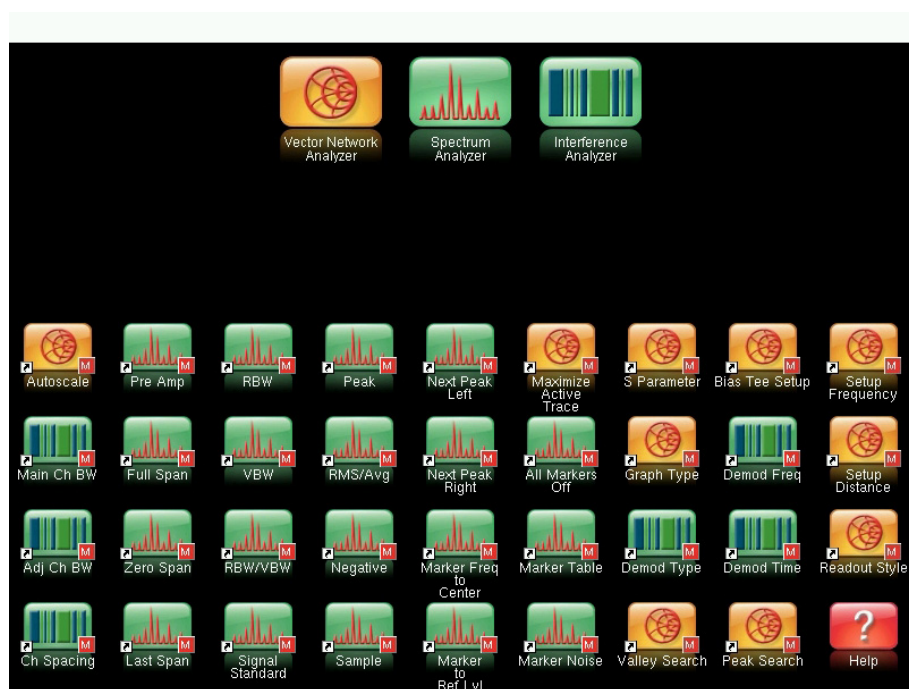 Vector Network
Analyzer
Spectrum
Analyzer
Interference
Analyzer
M
Autoscale
M
Pre Amp
M
RBW
M
Peak
M
Next Peak
Left
M
Maximize
Active
Trace
M
S Parameter
M
Bias Tee Setup
M
Setup
Frequency
M
Main Ch BW
M
Full Span
M
VBW
M
RMS/Avg
M
Next Peak
Right
M
All Markers
Off
M
Graph Type
M
Demod Freq
M
Setup
Distance
M
Adj Ch BW
M
Zero Span
M
RBW/VBW
M
Negative
M
Marker Freq
to
Center
M
Marker Table
M
Demod Type
M
Demod Time
M
Readout Style
M
Ch Spacing
M
Last Span
M
Signal
Standard
M
Sample
M
Marker
to
Ref Lvl
M
Marker Noise
M
Valley Search
M
Peak Search
?
Help